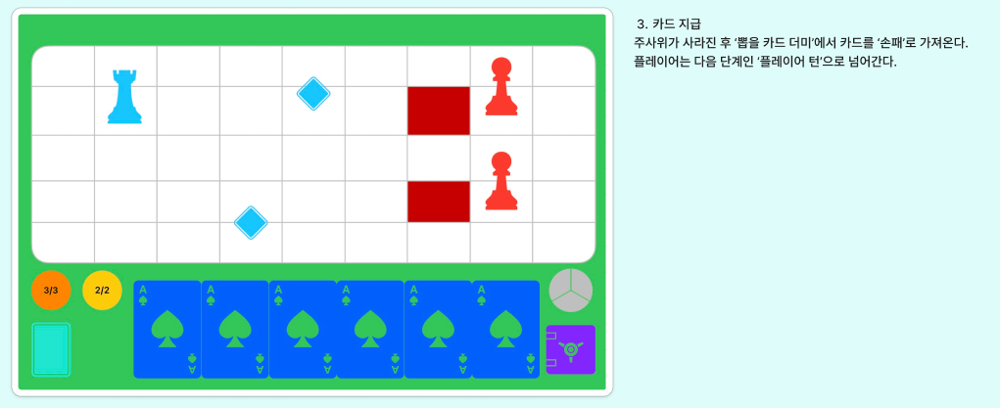 3. 카드 지급
주사위가 사라진 후 ‘뽑을 카드 더미’에서 카드를 ‘손패’로 가져온다.
플레이어는 다음 단계인 ‘플레이어 턴’으로 넘어간다.
3/3
2/2
A A A A A A
A A A A A A